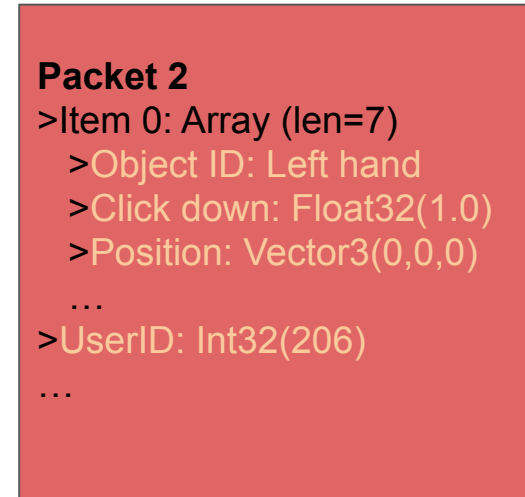 Packet 2
>Item 0: Array (len=7)
>Object ID: Left hand
>Click down: Float32(1.0)
>Position: Vector3(0,0,0)
…
>UserID: Int32(206)
…